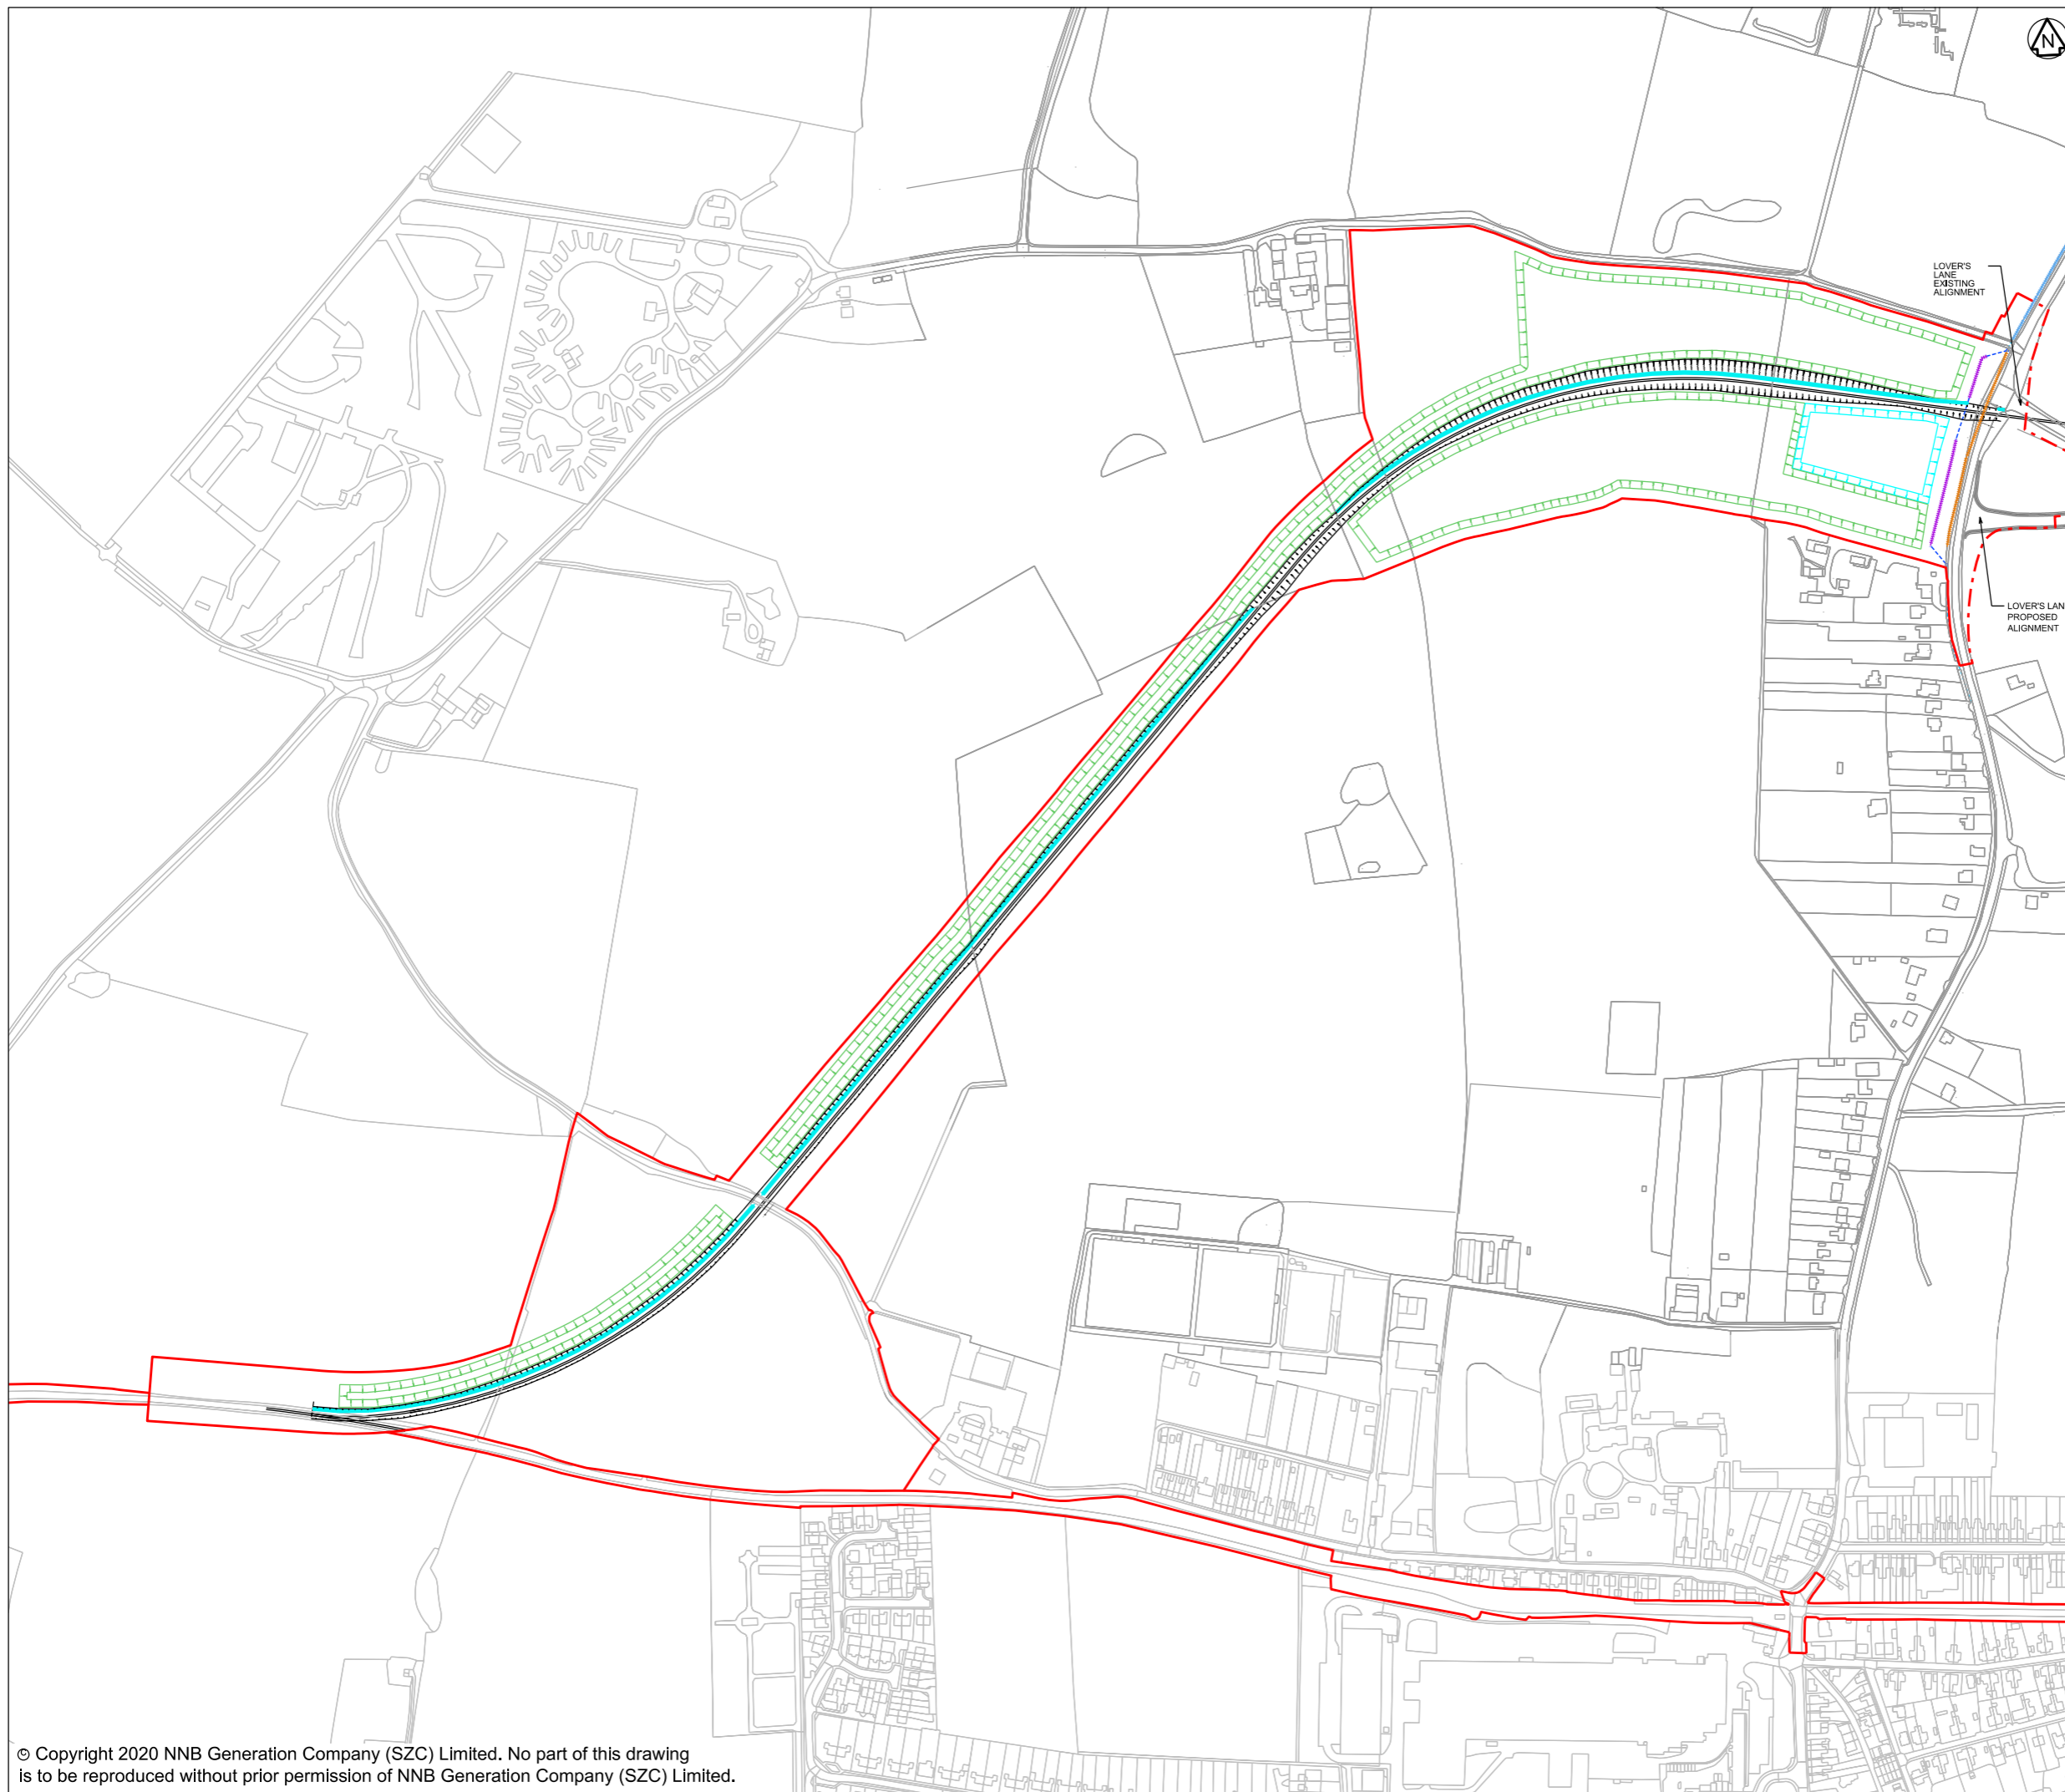 N
LOVER'S
LANE
EXISTING
ALIGNMENT
LOVER'S LAN
PROPOSED
ALIGNMENT
© Copyright 2020 NNB Generation Company (SZC) Limited. No part of this drawing
is to be reproduced without prior permission of NNB Generation Company (SZC) Limited.